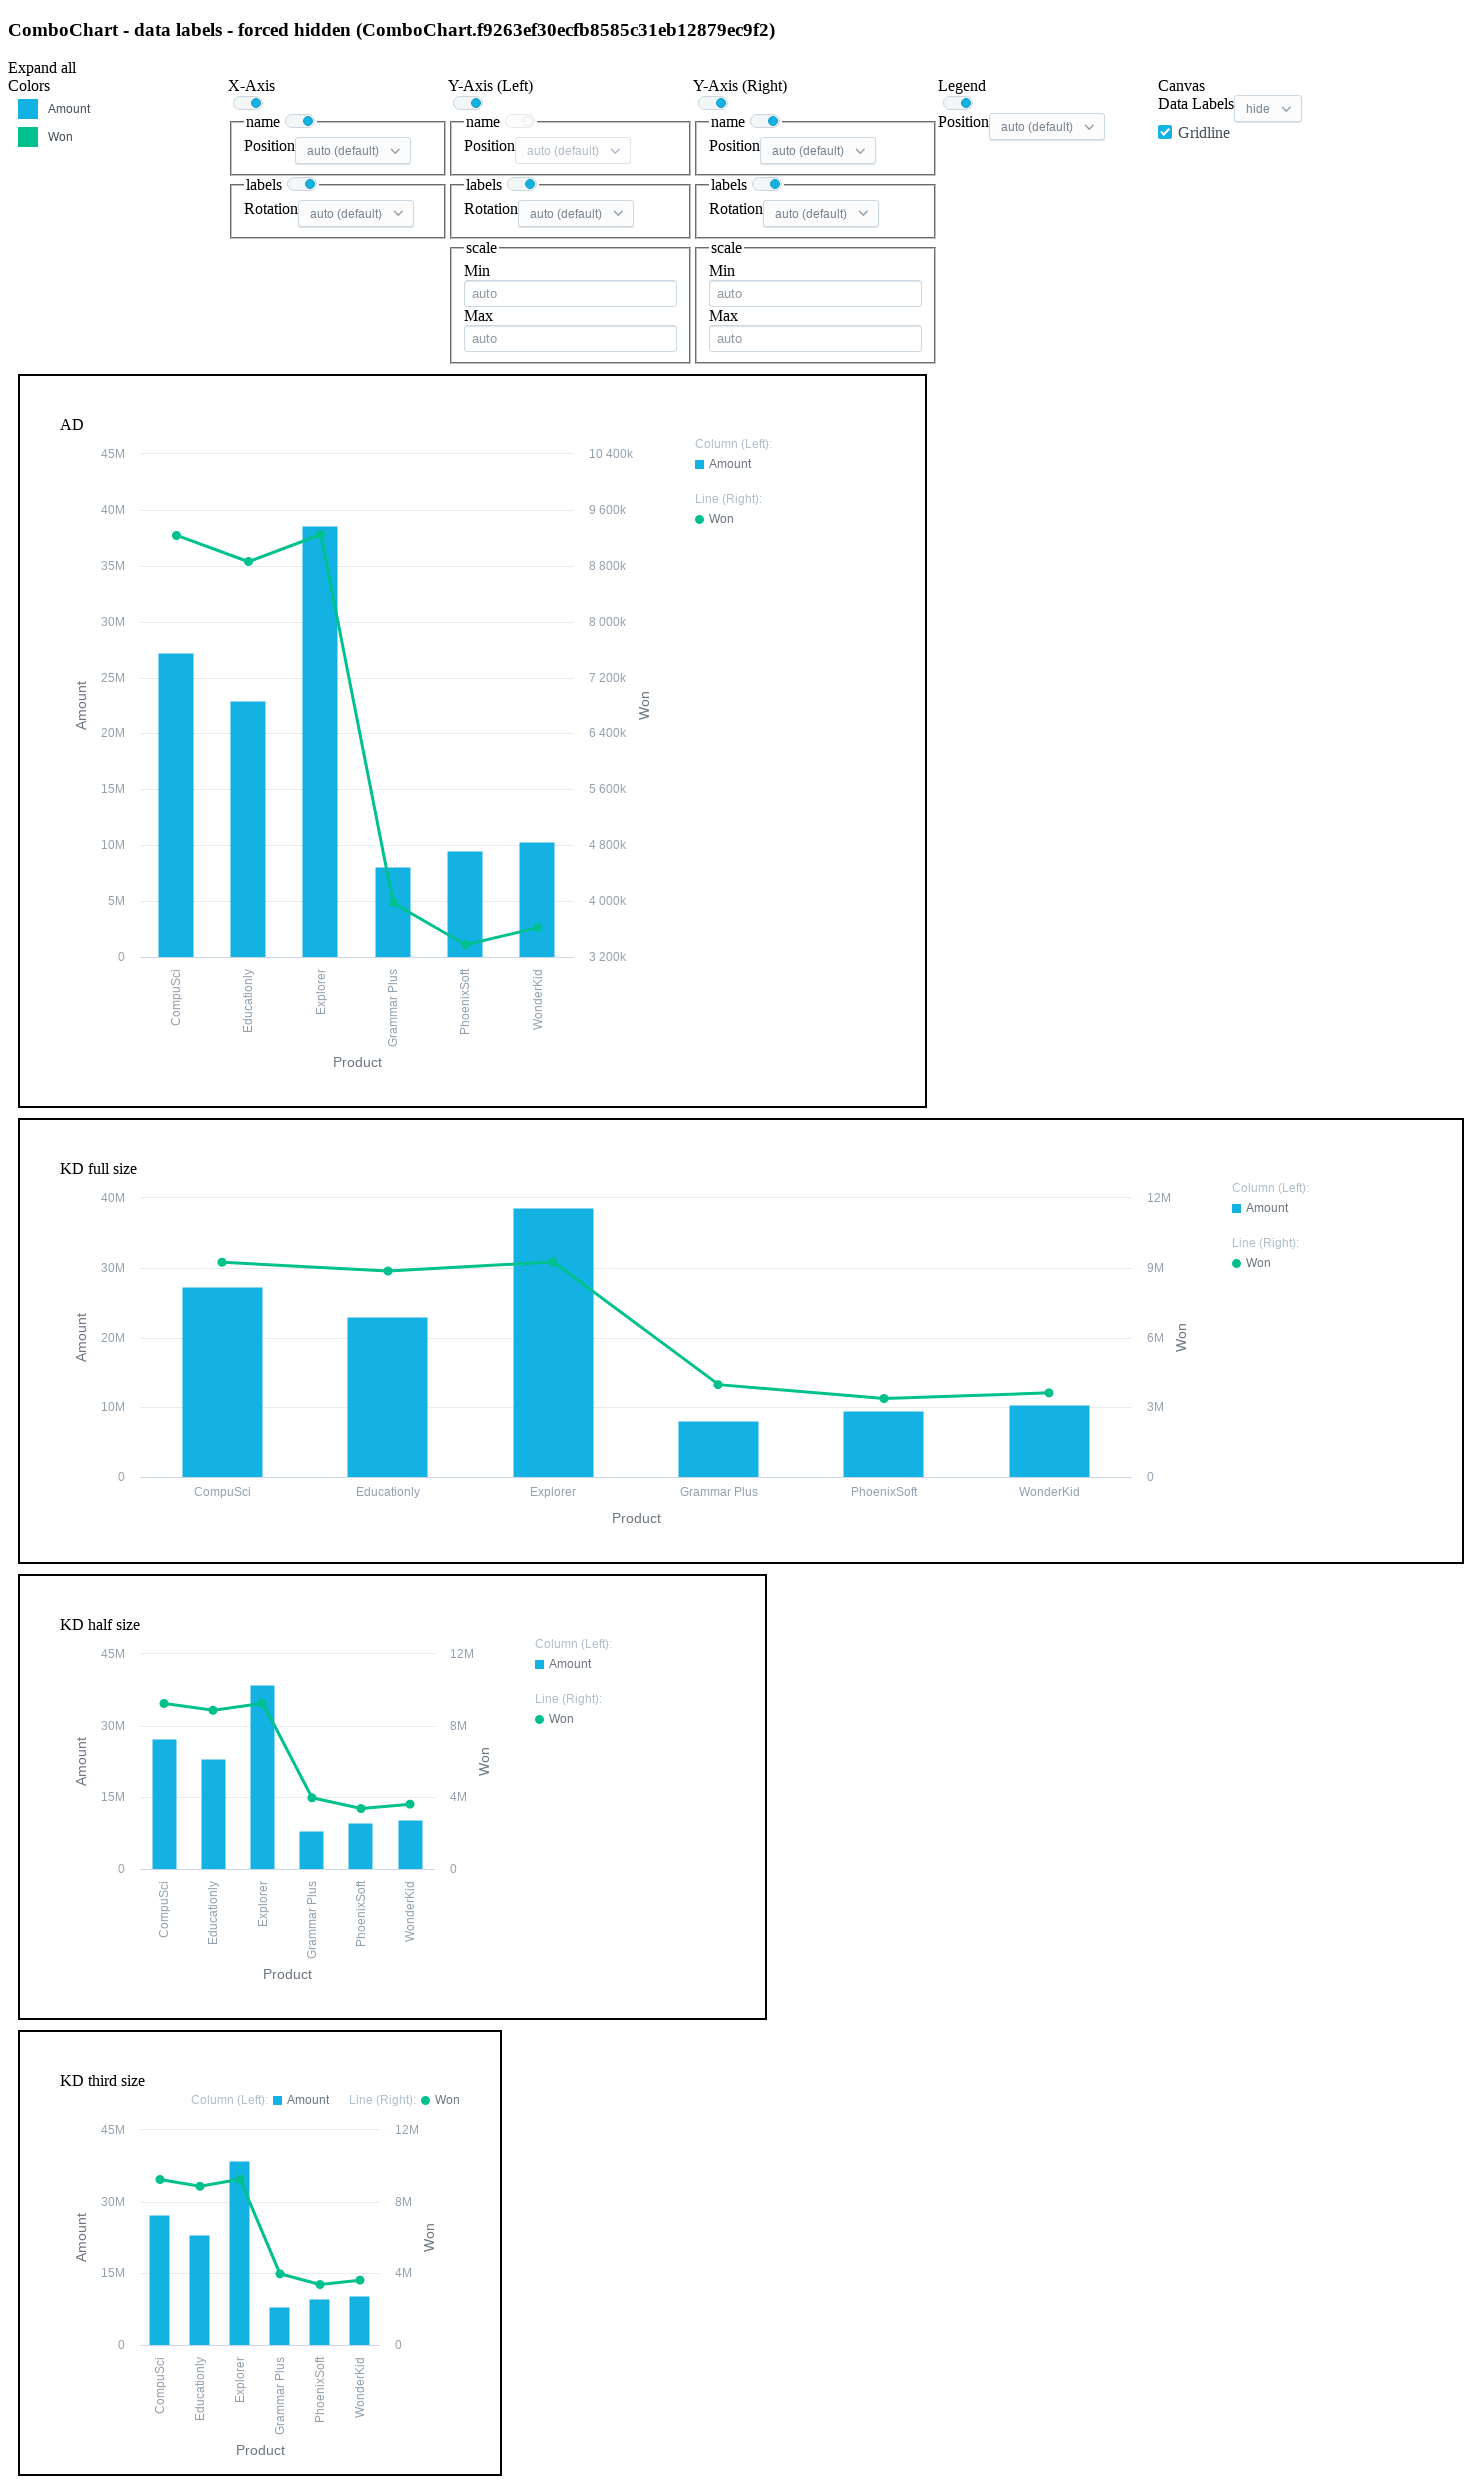 ComboChart - data labels - forced hidden (ComboChart.f9263ef30ecfb8585c31eb12879ec9f2)
Expand all
Colors
Amount
Won
X-Axis
name
Position auto (default)
labels
Rotation auto (default)
Y-Axis (Left)
name
Position auto (default)
labels
Rotation auto (default)
scale
Min
auto
Max
auto
Y-Axis (Right)
name
Position auto (default)
labels
Rotation auto (default)
scale
Min
auto
Max
auto
Legend
Position auto (default)
Canvas
Data Labels hide
Gridline
AD
45M
40M
35M
30M
25M
20M
15M
10M
5M
0
Amount
10 400k
9 600k
8 800k
8 000k
7 200k
6 400k
5 600k
4 800k
4 000k
3 200k
Won
CompuSci
Educationly
Explorer
Grammar Plus
PhoenixSoft
WonderKid
Product
Column (Left):
Amount
Line (Right):
Won
KD full size
40M
30M
20M
10M
0
Amount
12M
9M
6M
3M
0
Won
CompuSci
Educationly
Explorer
Grammar Plus
PhoenixSoft
WonderKid
Product
Column (Left):
Amount
Line (Right):
Won
KD half size
45M
30M
15M
0
Amount
12M
8M
4M
0
Won
CompuSci
Educationly
Explorer
Grammar Plus
PhoenixSoft
WonderKid
Product
Column (Left):
Amount
Line (Right):
Won
KD third size
Column (Left): Amount Line (Right): Won
45M
30M
15M
0
Amount
12M
8M
4M
0
Won
CompuSci
Educationly
Explorer
Grammar Plus
PhoenixSoft
WonderKid
Product